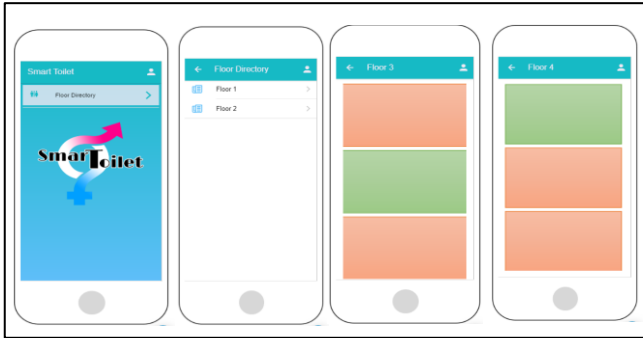 Smart Toilet
Floor Directory
SmarToilet
Floor Directory
Floor 1
Floor 2
Floor 3
Floor 4